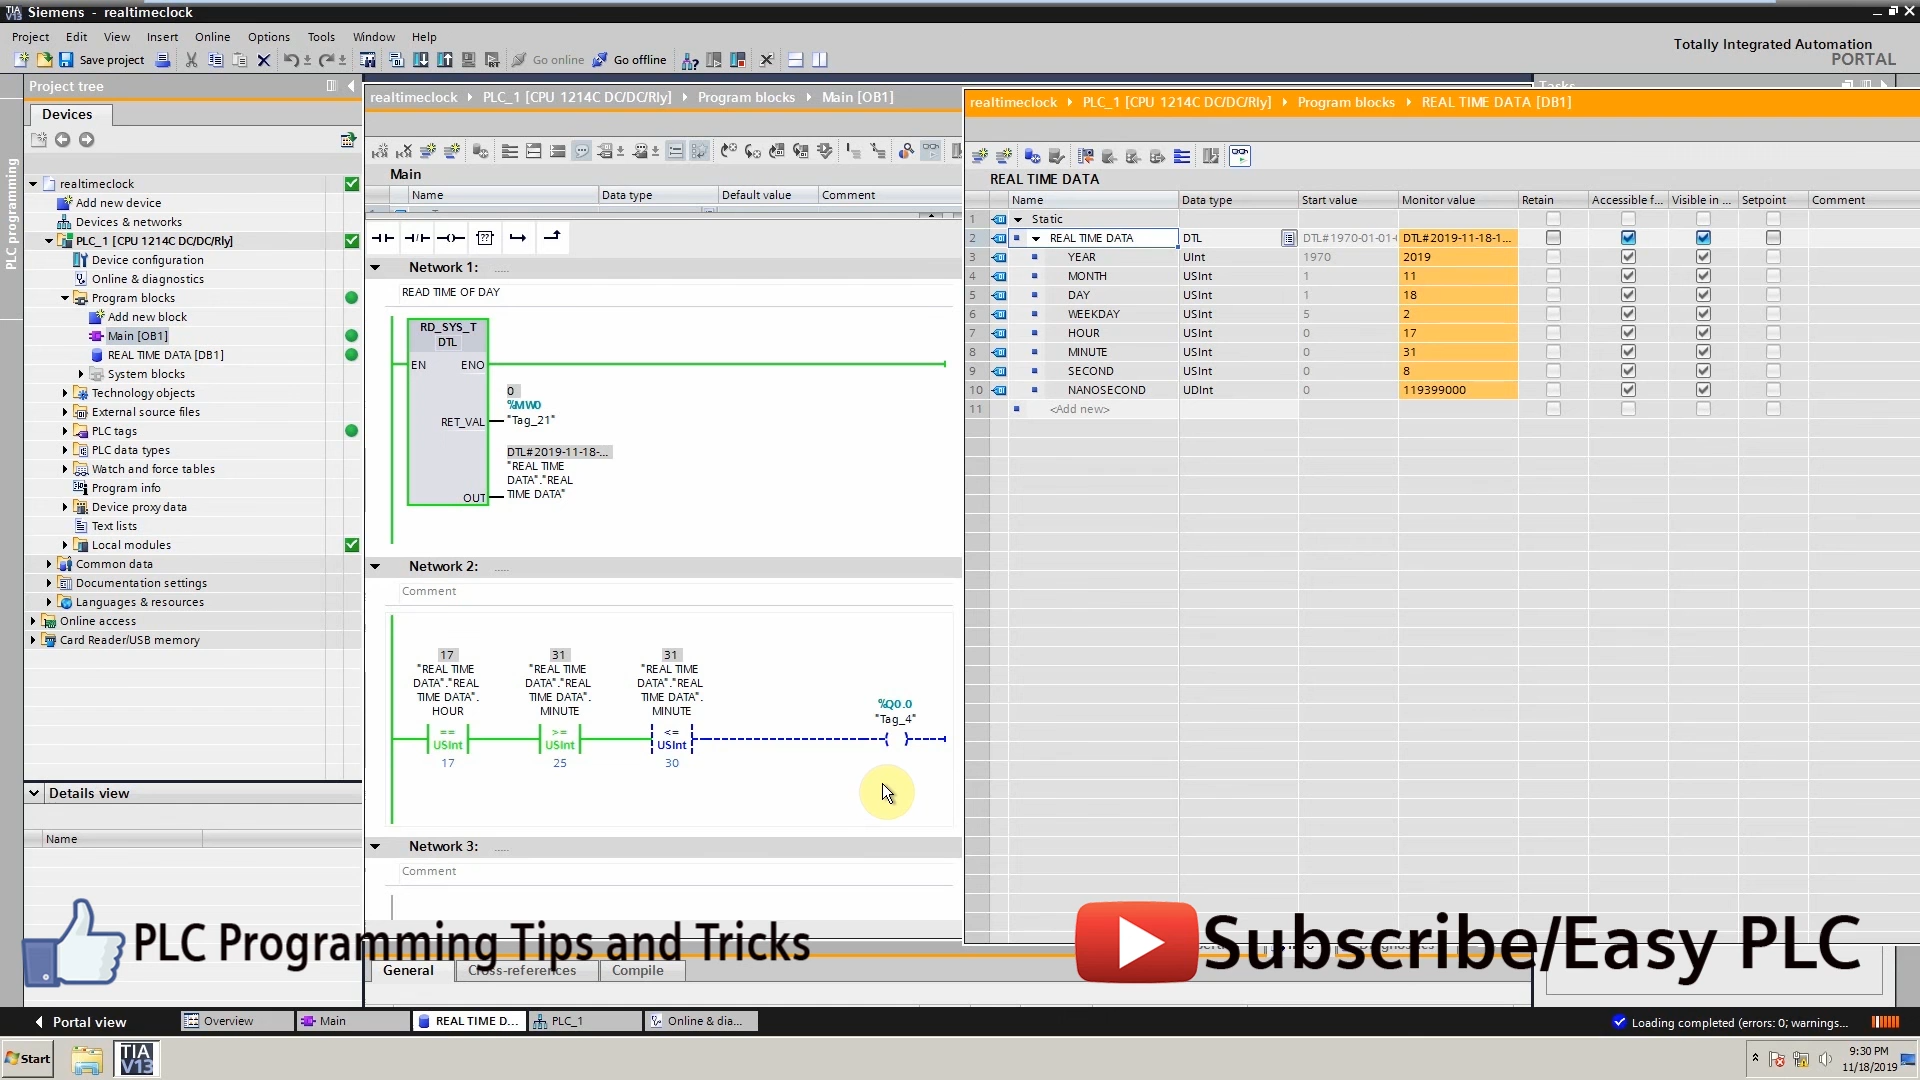 Siemens - realtimeclock
Project Edit View Insert Online Options Tools Window Help
Totally Integrated Automation
PORTAL
Save project
Go online
Go offline
Project tree
Devices
PLC programming
realtimeclock
Add new device
Devices & networks
PLC_1 [CPU 1214C DC/DC/Rly]
Device configuration
Online & diagnostics
Program blocks
Add new block
Main [OB1]
REAL TIME DATA [DB1]
System blocks
Technology objects
External source files
PLC tags
PLC data types
Watch and force tables
Program info
Device proxy data
Text lists
Local modules
Common data
Documentation settings
Languages & resources
Online access
Card Reader/USB memory
Details view
Name
realtimeclock PLC_1 [CPU 1214C DC/DC/Rly] Program blocks Main [OB1]
Main
Name Data type Default value Comment
Network 1: .....
READ TIME OF DAY
RD_SYS_T
DTL
EN ENO
0
%MW0
RET_VAL "Tag_21"
DTL#2019-11-18-...
"REAL TIME
DATA"."REAL
OUT TIME DATA"
Network 2: .....
Comment
17 31 31
"REAL TIME "REAL TIME "REAL TIME
DATA"."REAL DATA"."REAL DATA"."REAL
TIME DATA". TIME DATA". TIME DATA".
HOUR MINUTE MINUTE
%Q0.0
"Tag_4"
== >= <=
USInt USInt USInt
17 25 30
Network 3: .....
Comment
Tasks
realtimeclock PLC_1 [CPU 1214C DC/DC/Rly] Program blocks REAL TIME DATA [DB1]
REAL TIME DATA
Name Data type Start value Monitor value Retain Accessible f... Visible in ... Setpoint Comment
1 Static
2 REAL TIME DATA DTL DTL#1970-01-01- DTL#2019-11-18-1...
3 YEAR UInt 1970 2019
4 MONTH USInt 1 11
5 DAY USInt 1 18
6 WEEKDAY USInt 5 2
7 HOUR USInt 0 17
8 MINUTE USInt 0 31
9 SECOND USInt 0 8
10 NANOSECOND UDInt 0 119399000
11 <Add new>
PLC Programming Tips and Tricks
Subscribe/Easy PLC
General Cross-references Compile
Portal view Overview Main REAL TIME D... PLC_1 Online & dia...
Loading completed (errors: 0; warnings...
Start
TIA
V13
9:30 PM
11/18/2019